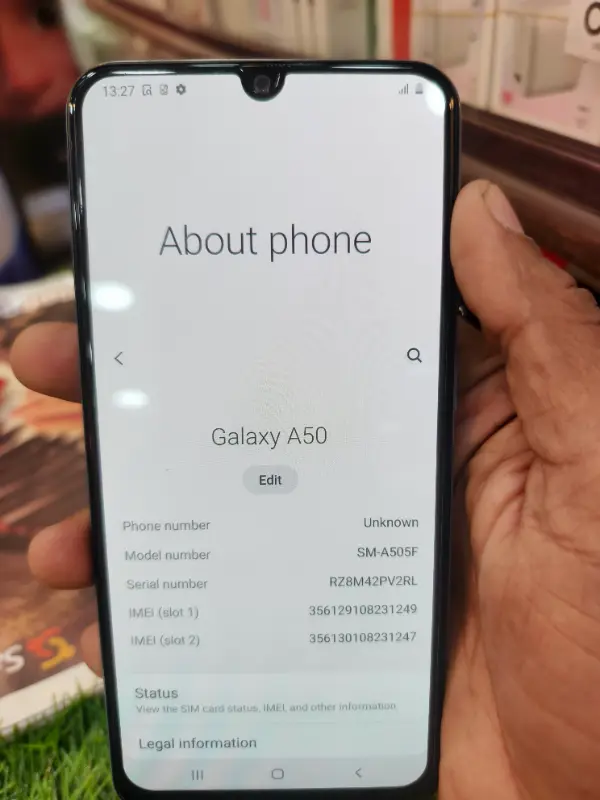 13:27
About phone
Galaxy A50
Edit
Phone number Unknown
Model number SM-A505F
Serial number RZ8M42PV2RL
IMEI (slot 1) 356129108231249
IMEI (slot 2) 356130108231247
Status
View the SIM card status, IMEI, and other information
Legal information